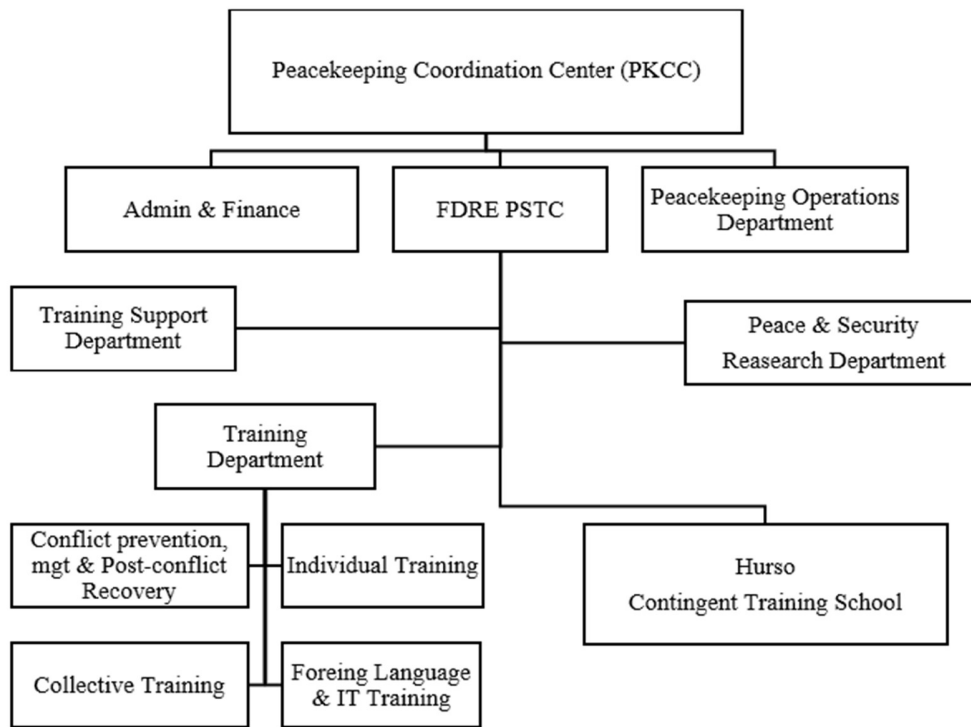 Peacekeeping Coordination Center (PKCC)
Admin & Finance
FDRE PSTC
Peacekeeping Operations
Department
Training Support
Department
Peace & Security
Reasearch Department
Training
Department
Conflict prevention,
mgt & Post-conflict
Recovery
Individual Training
Hurso
Contingent Training School
Collective Training
Foreing Language
& IT Training